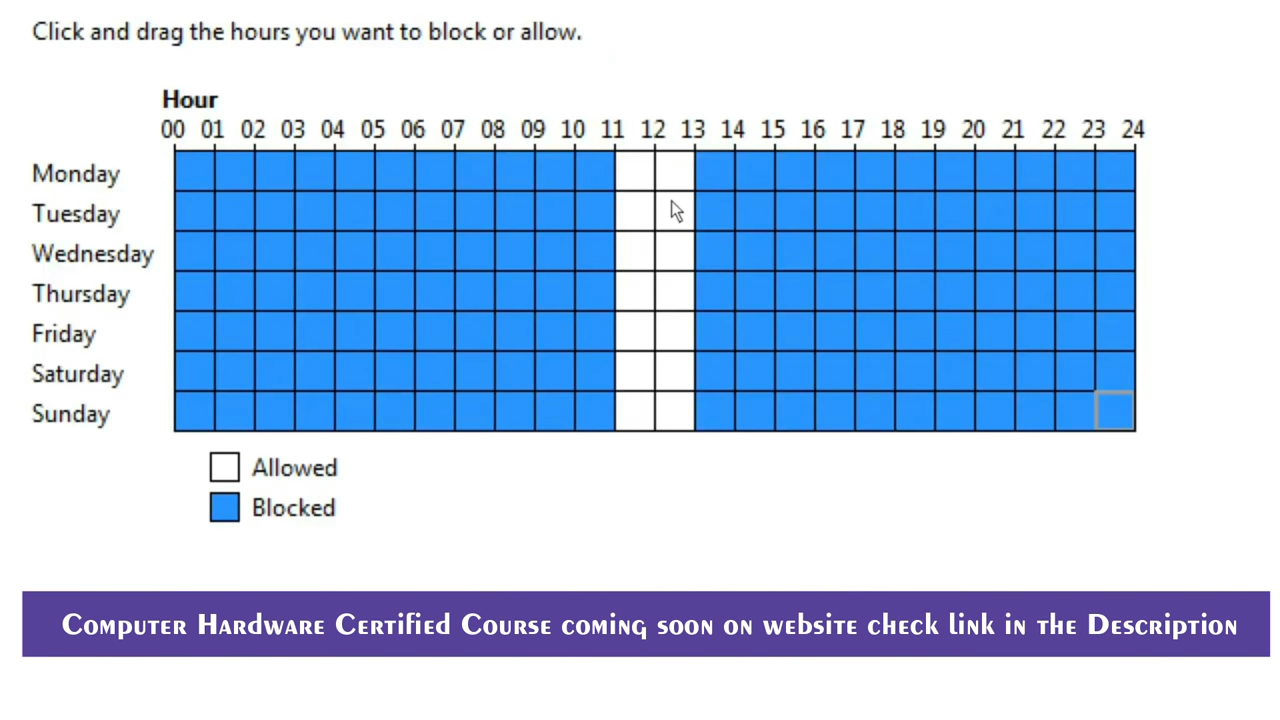 Click and drag the hours you want to block or allow.
Hour
00 01 02 03 04 05 06 07 08 09 10 11 12 13 14 15 16 17 18 19 20 21 22 23 24
Monday
Tuesday
Wednesday
Thursday
Friday
Saturday
Sunday
Allowed
Blocked
Computer Hardware Certified Course coming soon on website check link in the Description